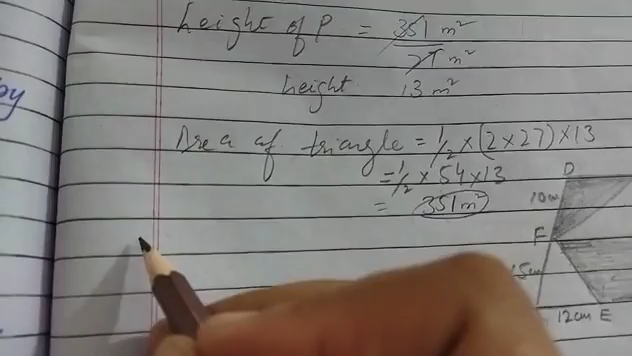 height of P = 351 m²
27 m²
height 13 m²
Area of triangle = 1/2 × (2×27) × 13
= 1/2 × 54 × 13
= 351 m²
D
10cm
F
15cm
12cm E